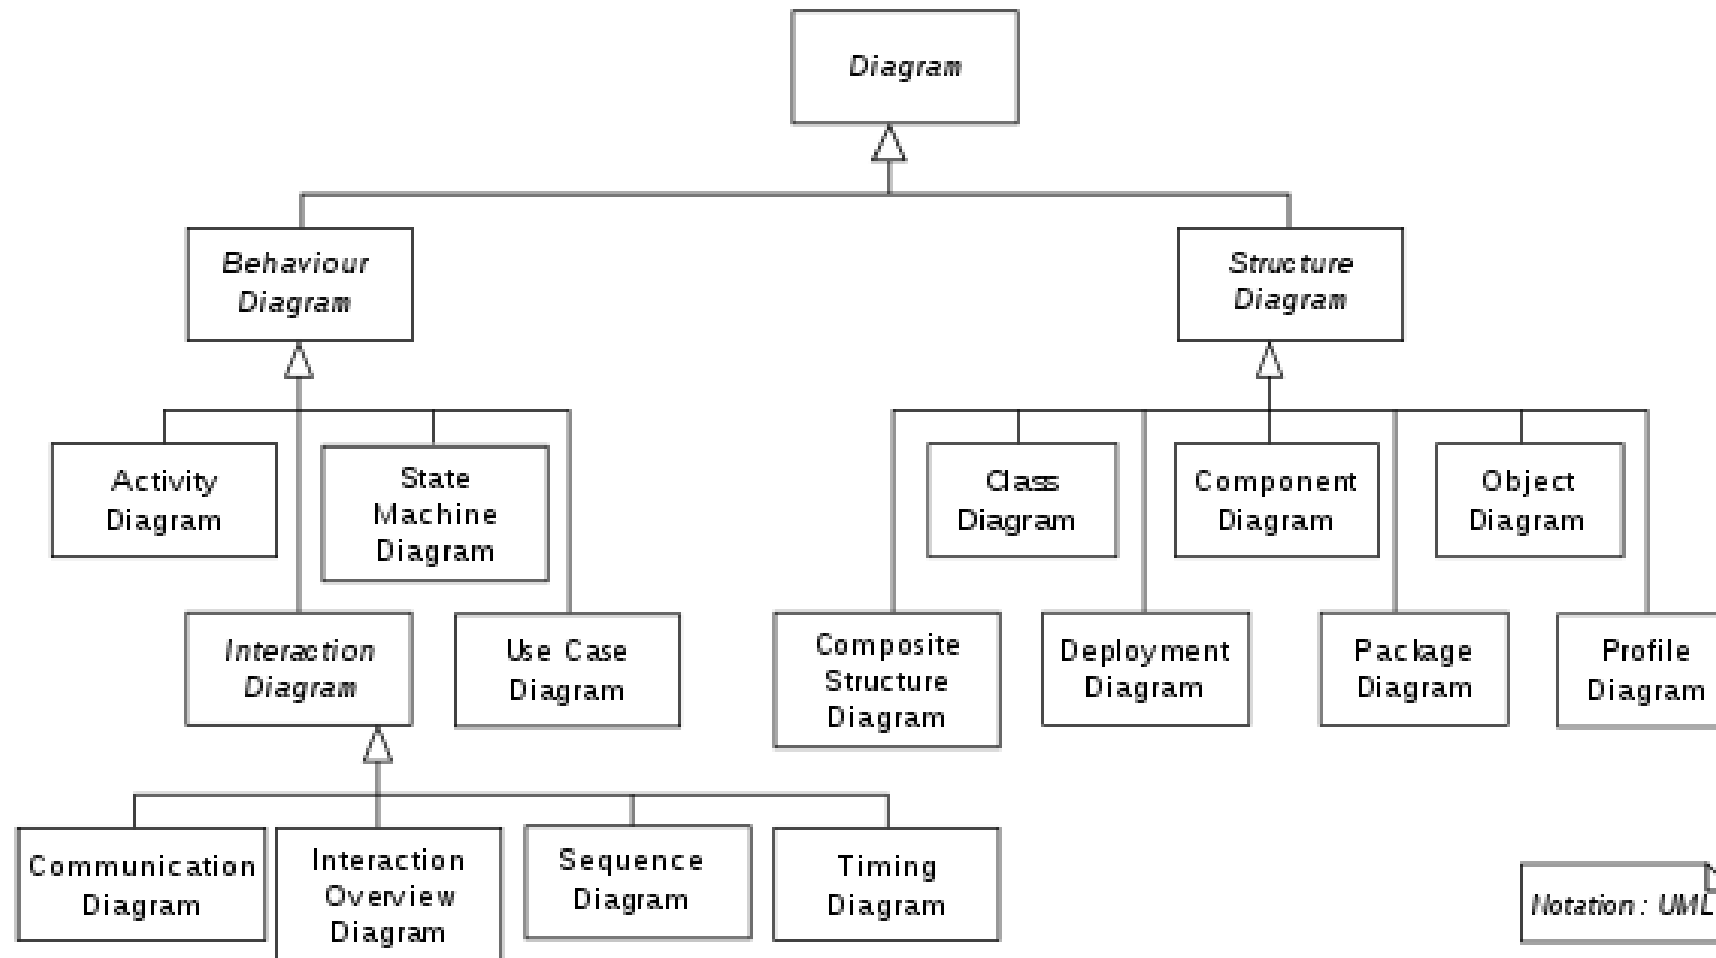 Diagram
Behaviour
Diagram
Structure
Diagram
Activity
Diagram
State
Machine
Diagram
Class
Diagram
Component
Diagram
Object
Diagram
Interaction
Diagram
Use Case
Diagram
Composite
Structure
Diagram
Deployment
Diagram
Package
Diagram
Profile
Diagram
Communication
Diagram
Interaction
Overview
Diagram
Sequence
Diagram
Timing
Diagram
Notation: UML